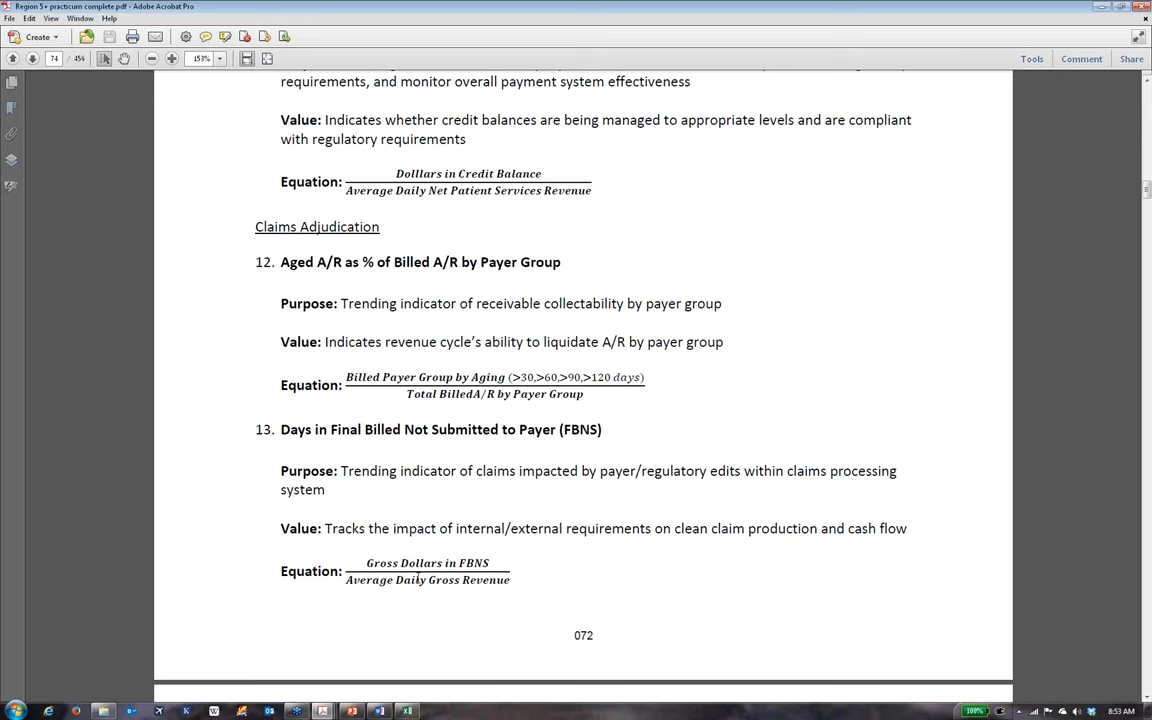 Region 5+ practicum complete.pdf - Adobe Acrobat Pro
File Edit View Window Help
Create
74 / 456 153% Tools Comment Share
requirements, and monitor overall payment system effectiveness
Value: Indicates whether credit balances are being managed to appropriate levels and are compliant
with regulatory requirements
Equation: Dolllars in Credit Balance
Average Daily Net Patient Services Revenue
Claims Adjudication
12. Aged A/R as % of Billed A/R by Payer Group
Purpose: Trending indicator of receivable collectability by payer group
Value: Indicates revenue cycle's ability to liquidate A/R by payer group
Equation: Billed Payer Group by Aging (>30,>60,>90,>120 days)
Total BilledA/R by Payer Group
13. Days in Final Billed Not Submitted to Payer (FBNS)
Purpose: Trending indicator of claims impacted by payer/regulatory edits within claims processing
system
Value: Tracks the impact of internal/external requirements on clean claim production and cash flow
Equation: Gross Dollars in FBNS
Average Daily Gross Revenue
072
100% 8:53 AM